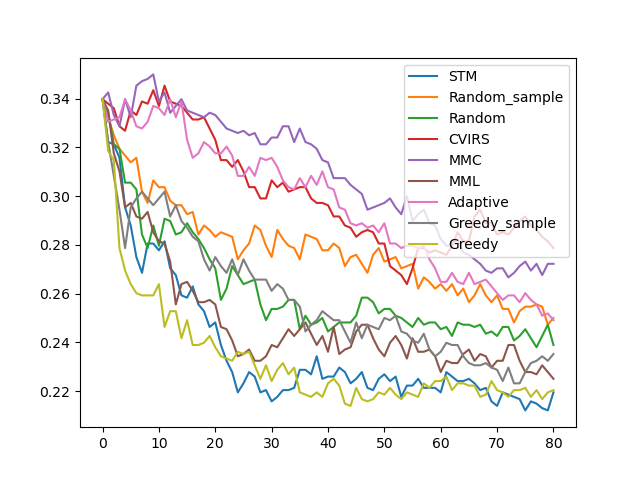 0.34
0.32
0.30
0.28
0.26
0.24
0.22
0 10 20 30 40 50 60 70 80
STM
Random_sample
Random
CVIRS
MMC
MML
Adaptive
Greedy_sample
Greedy